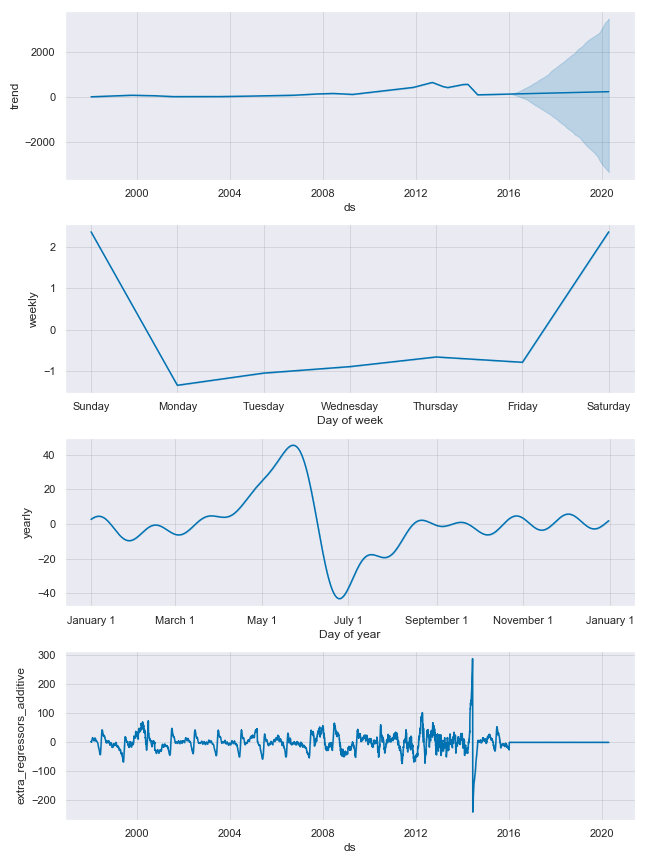 trend
2000
0
−2000
2000 2004 2008 2012 2016 2020
ds
weekly
2
1
0
−1
Sunday Monday Tuesday Wednesday Thursday Friday Saturday
Day of week
yearly
40
20
0
−20
−40
January 1 March 1 May 1 July 1 September 1 November 1 January 1
Day of year
extra_regressors_additive
300
200
100
0
−100
−200
2000 2004 2008 2012 2016 2020
ds